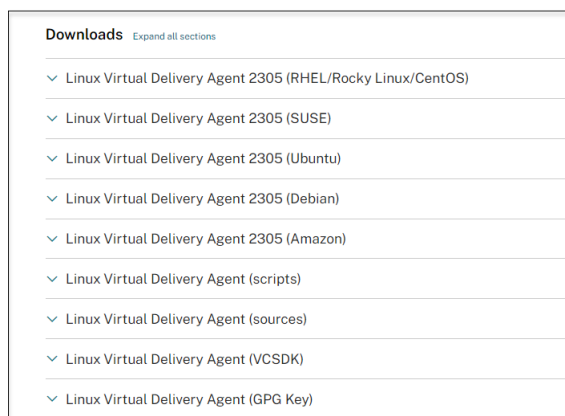 Downloads Expand all sections
Linux Virtual Delivery Agent 2305 (RHEL/Rocky Linux/CentOS)
Linux Virtual Delivery Agent 2305 (SUSE)
Linux Virtual Delivery Agent 2305 (Ubuntu)
Linux Virtual Delivery Agent 2305 (Debian)
Linux Virtual Delivery Agent 2305 (Amazon)
Linux Virtual Delivery Agent (scripts)
Linux Virtual Delivery Agent (sources)
Linux Virtual Delivery Agent (VCSDK)
Linux Virtual Delivery Agent (GPG Key)